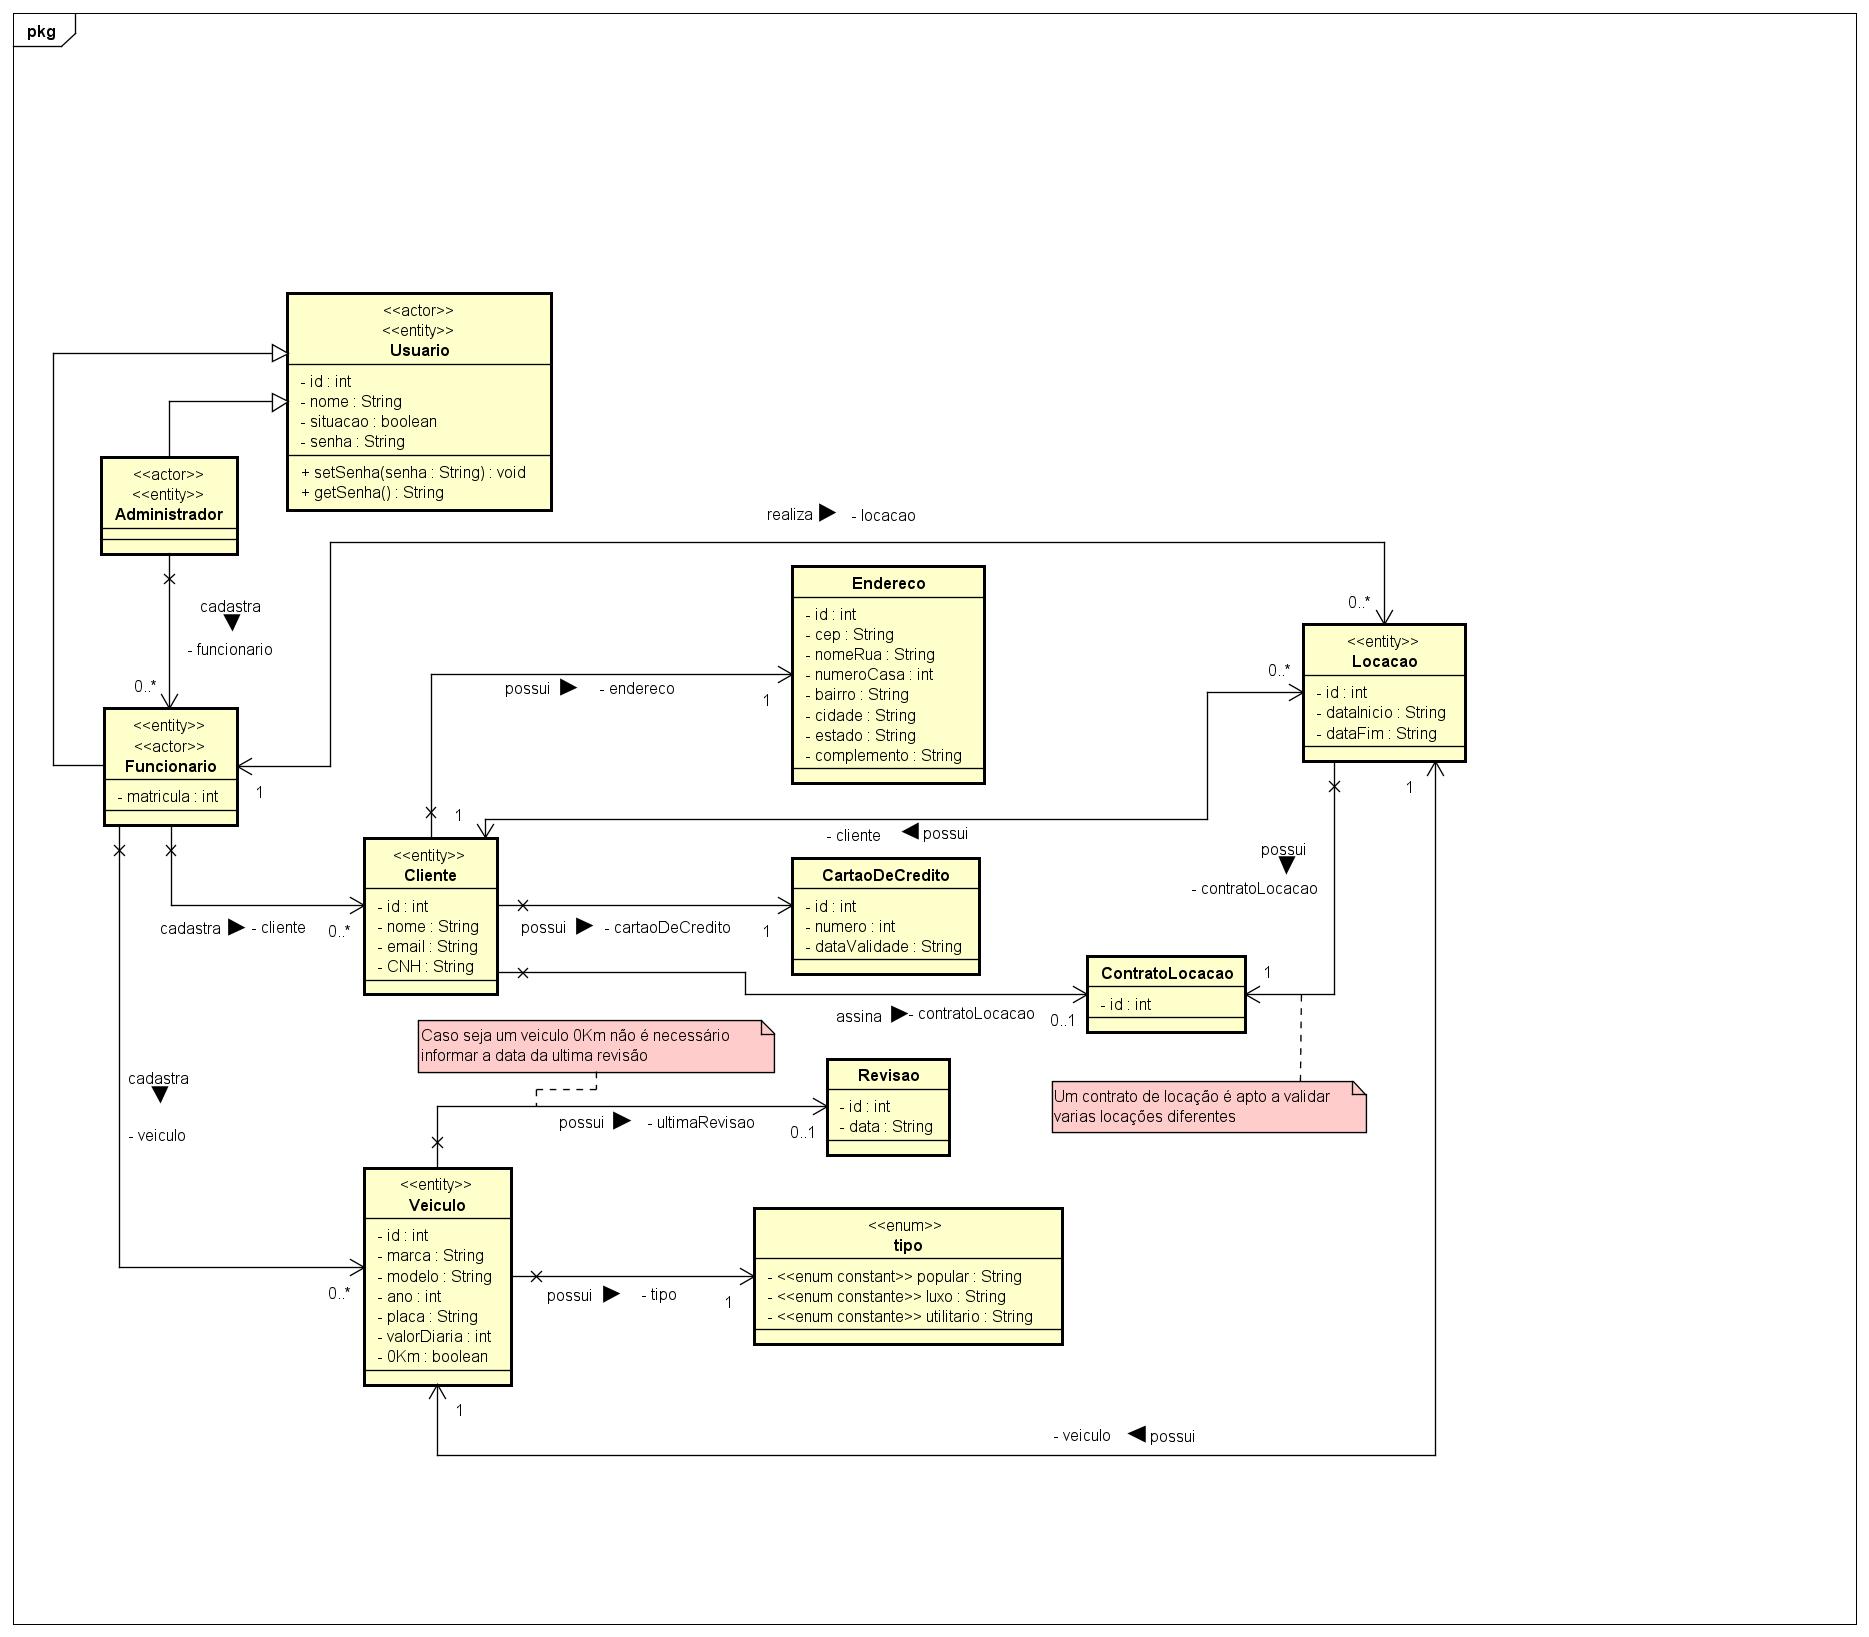 pkg
<<actor>>
<<entity>>
Usuario
- id : int
- nome : String
- situacao : boolean
- senha : String
+ setSenha(senha : String) : void
+ getSenha() : String
<<actor>>
<<entity>>
Administrador
realiza
- locacao
cadastra
- funcionario
0..*
<<entity>>
<<actor>>
Funcionario
- matricula : int
1
Endereco
- id : int
- cep : String
- nomeRua : String
- numeroCasa : int
- bairro : String
- cidade : String
- estado : String
- complemento : String
possui
- endereco
1
0..*
0..*
<<entity>>
Locacao
- id : int
- dataInicio : String
- dataFim : String
1
1
- cliente
possui
<<entity>>
Cliente
- id : int
- nome : String
- email : String
- CNH : String
cadastra
- cliente
0..*
possui
- cartaoDeCredito
1
CartaoDeCredito
- id : int
- numero : int
- dataValidade : String
possui
- contratoLocacao
1
ContratoLocacao
- id : int
assina
- contratoLocacao
0..1
Caso seja um veiculo 0Km não é necessário
informar a data da ultima revisão
Um contrato de locação é apto a validar
varias locações diferentes
Revisao
- id : int
- data : String
possui
- ultimaRevisao
0..1
cadastra
- veiculo
0..*
<<entity>>
Veiculo
- id : int
- marca : String
- modelo : String
- ano : int
- placa : String
- valorDiaria : int
- 0Km : boolean
possui
- tipo
1
<<enum>>
tipo
- <<enum constant>> popular : String
- <<enum constante>> luxo : String
- <<enum constante>> utilitario : String
1
- veiculo
possui